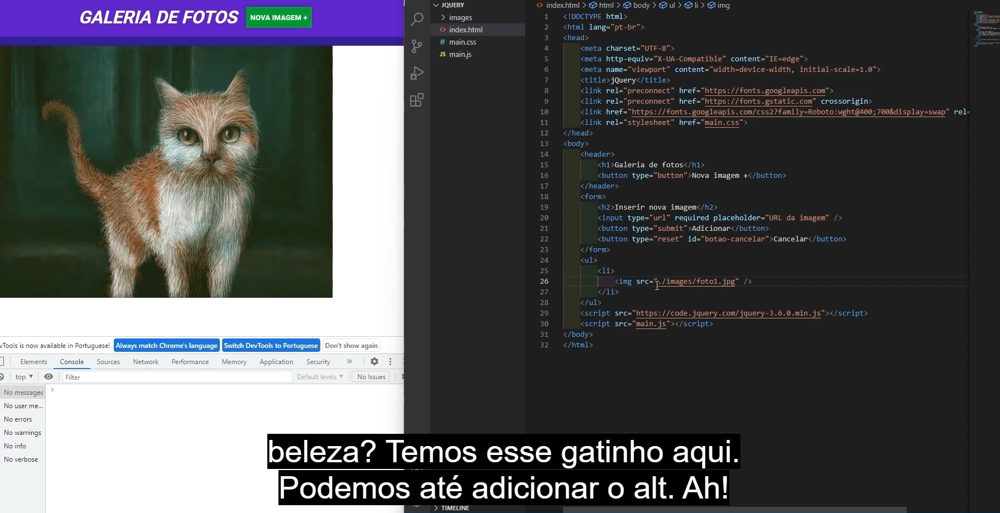 GALERIA DE FOTOS
NOVA IMAGEM +
vTools is now available in Portuguese!
Always match Chrome's language
Switch DevTools to Portuguese
Don't show again
Elements
Console
Sources
Network
Performance
Memory
Application
Security
»
top ▼
Filter
Default levels ▼
No Issues
No messages
No user me...
No errors
No warnings
No info
No verbose
>
JQUERY
images
<> index.html
# main.css
JS main.js
TIMELINE
<> index.html > html > body > ul > li > img
1 <!DOCTYPE html>
2 <html lang="pt-br">
3 <head>
4 <meta charset="UTF-8">
5 <meta http-equiv="X-UA-Compatible" content="IE=edge">
6 <meta name="viewport" content="width=device-width, initial-scale=1.0">
7 <title>jQuery</title>
8 <link rel="preconnect" href="https://fonts.googleapis.com">
9 <link rel="preconnect" href="https://fonts.gstatic.com" crossorigin>
10 <link href="https://fonts.googleapis.com/css2?family=Roboto:wght@400;700&display=swap" rel=
11 <link rel="stylesheet" href="main.css">
12 </head>
13 <body>
14 <header>
15 <h1>Galeria de fotos</h1>
16 <button type="button">Nova imagem +</button>
17 </header>
18 <form>
19 <h2>Inserir nova imagem</h2>
20 <input type="url" required placeholder="URL da imagem" />
21 <button type="submit">Adicionar</button>
22 <button type="reset" id="botao-cancelar">Cancelar</button>
23 </form>
24 <ul>
25 <li>
26 <img src="./images/foto1.jpg" />
27 </li>
28 </ul>
29 <script src="https://code.jquery.com/jquery-3.6.0.min.js"></script>
30 <script src="main.js"></script>
31 </body>
32 </html>
beleza? Temos esse gatinho aqui.
Podemos até adicionar o alt. Ah!